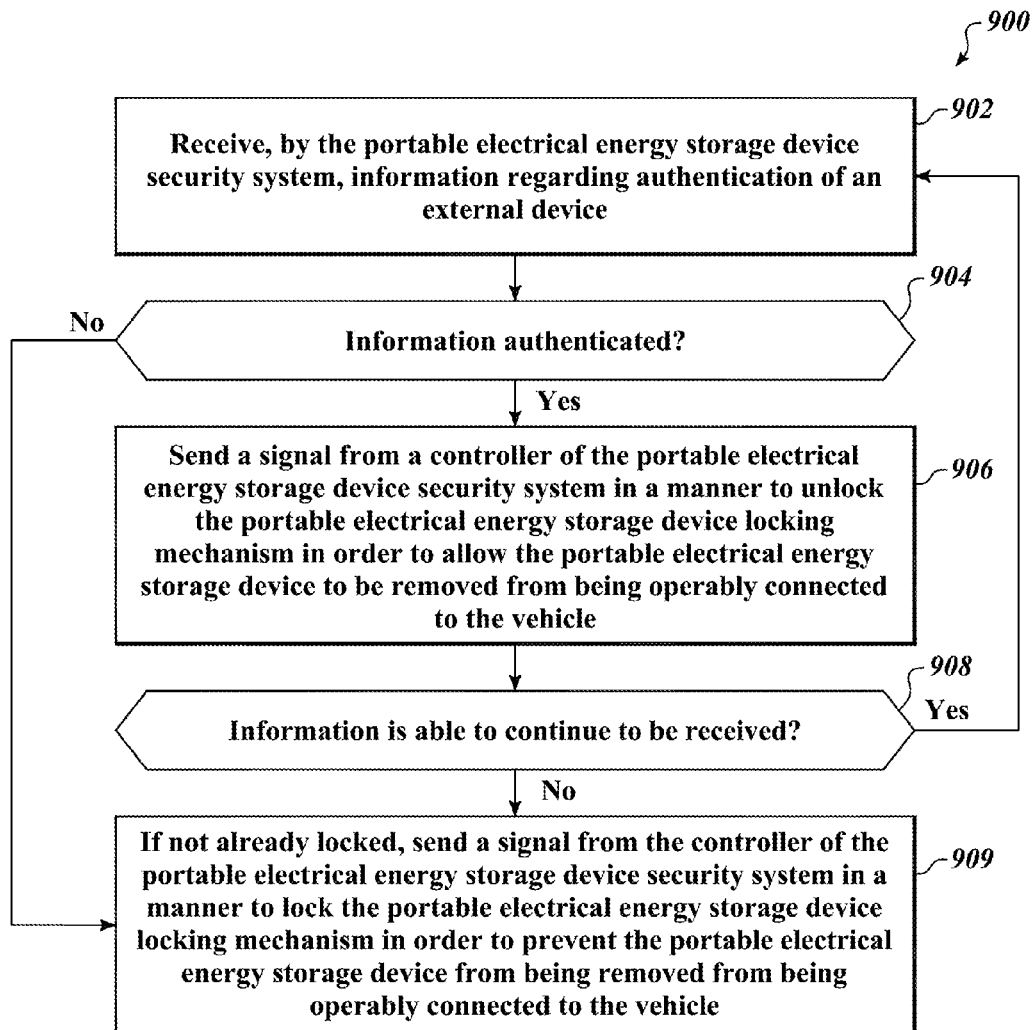 900
902
Receive, by the portable electrical energy storage device
security system, information regarding authentication of an
external device
904
No
Information authenticated?
Yes
Send a signal from a controller of the portable electrical
energy storage device security system in a manner to unlock
the portable electrical energy storage device locking
mechanism in order to allow the portable electrical energy
storage device to be removed from being operably connected
to the vehicle
906
908
Information is able to continue to be received?
Yes
No
If not already locked, send a signal from the controller of the
portable electrical energy storage device security system in a
manner to lock the portable electrical energy storage device
locking mechanism in order to prevent the portable electrical
energy storage device from being removed from being
operably connected to the vehicle
909